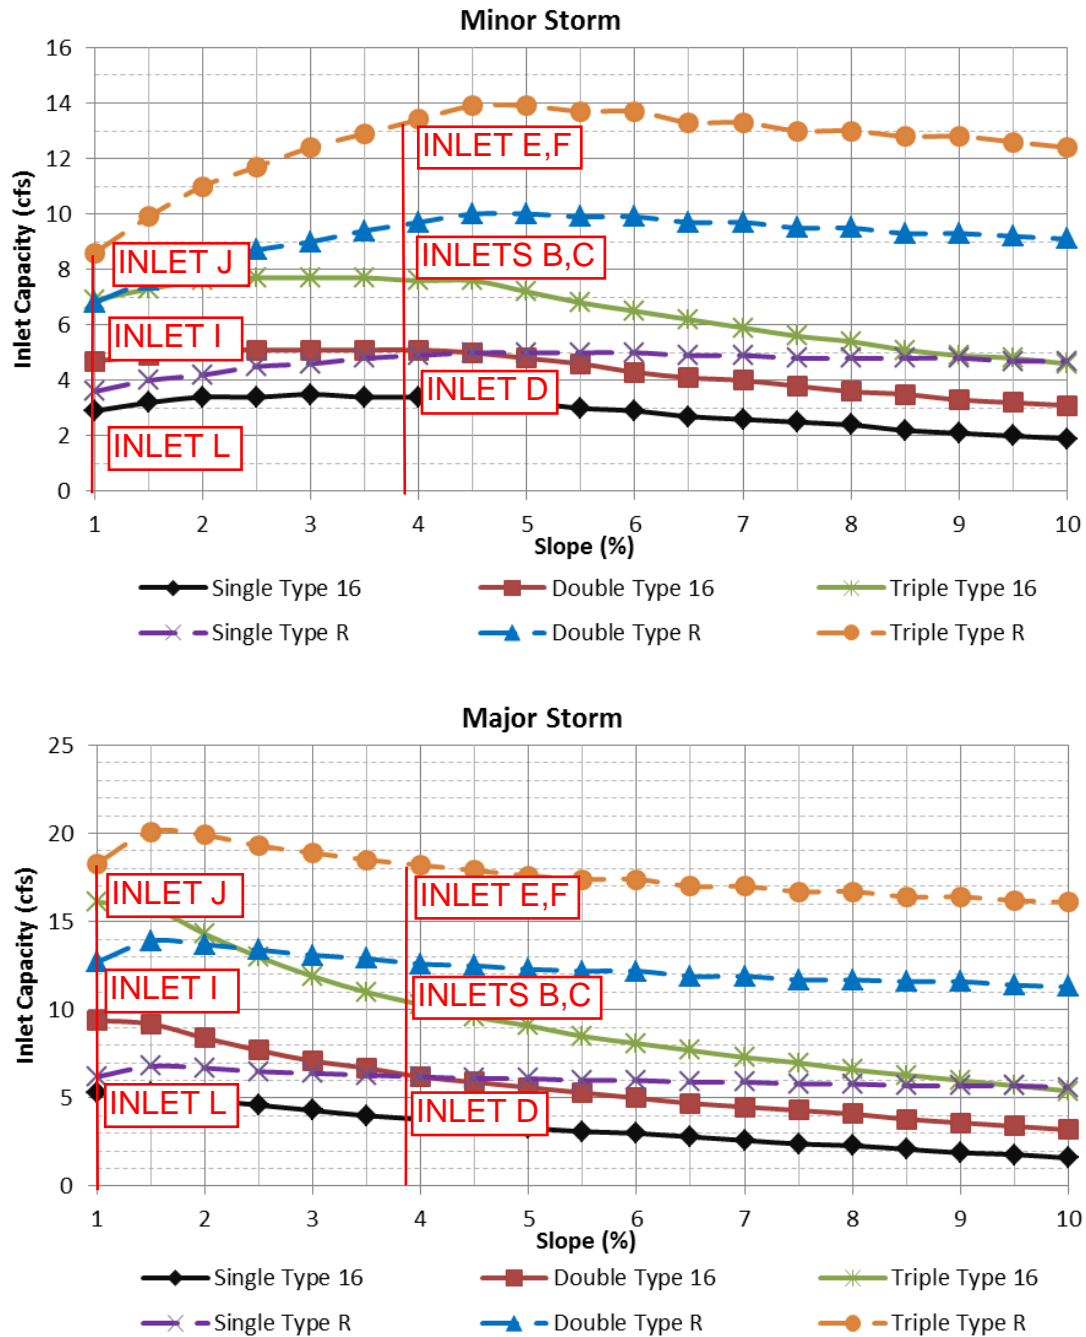 Minor Storm
16
14
12
10
8
6
4
2
0
Inlet Capacity (cfs)
INLET E,F
INLET J
INLETS B,C
INLET I
INLET D
INLET L
1 2 3 4 5 6 7 8 9 10
Slope (%)
Single Type 16 Double Type 16 Triple Type 16
Single Type R Double Type R Triple Type R
Major Storm
25
20
15
10
5
0
Inlet Capacity (cfs)
INLET J
INLET E,F
INLET I
INLETS B,C
INLET L
INLET D
1 2 3 4 5 6 7 8 9 10
Slope (%)
Single Type 16 Double Type 16 Triple Type 16
Single Type R Double Type R Triple Type R